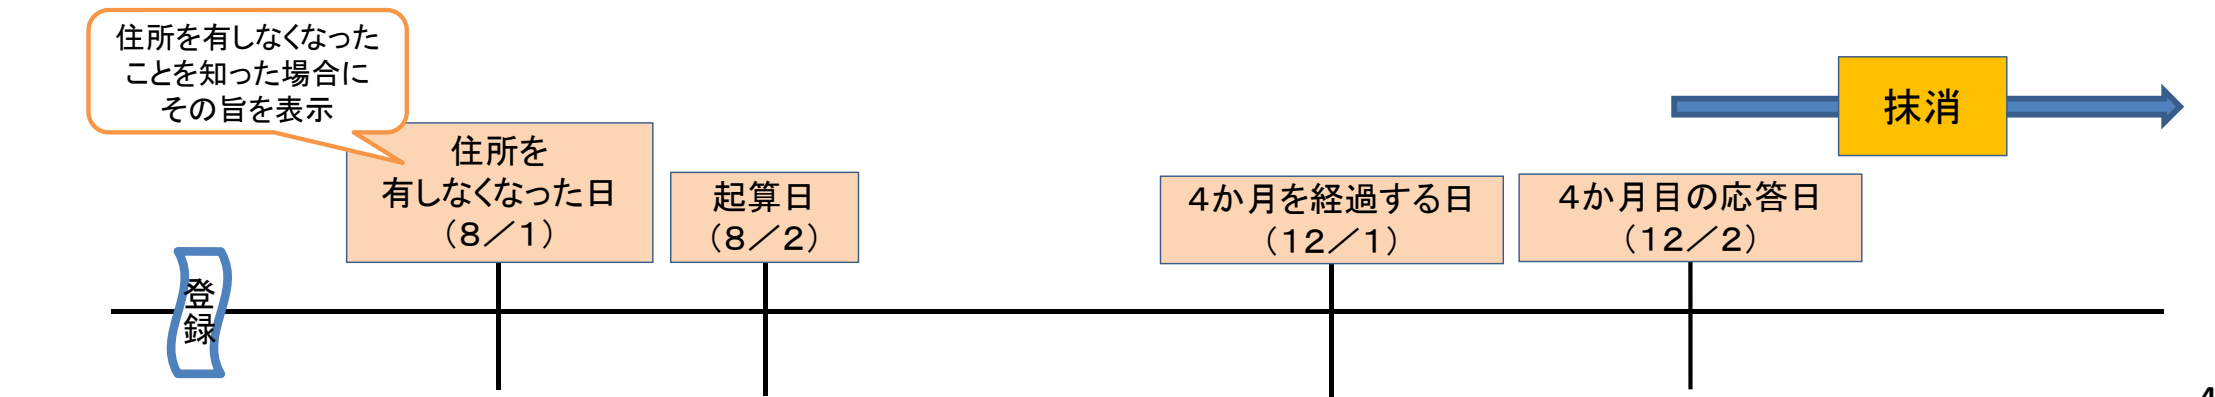 住所を有しなくなった
ことを知った場合に
その旨を表示
抹消
住所を
有しなくなった日
（８／１）
起算日
（８／２）
４か月を経過する日
（１２／１）
４か月目の応答日
（１２／２）
登
録